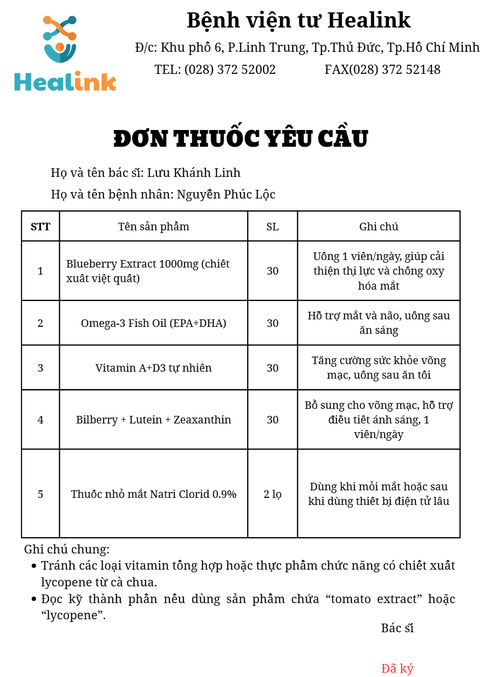 Healink
Bệnh viện tư Healink
Đ/c: Khu phố 6, P.Linh Trung, Tp.Thủ Đức, Tp.Hồ Chí Minh
TEL: (028) 372 52002 FAX(028) 372 52148
ĐƠN THUỐC YÊU CẦU
Họ và tên bác sĩ: Lưu Khánh Linh
Họ và tên bệnh nhân: Nguyễn Phúc Lộc
STT Tên sản phẩm SL Ghi chú
1 Blueberry Extract 1000mg (chiết
xuất việt quất) 30 Uống 1 viên/ngày, giúp cải
thiện thị lực và chống oxy
hóa mắt
2 Omega-3 Fish Oil (EPA+DHA) 30 Hỗ trợ mắt và não, uống sau
ăn sáng
3 Vitamin A+D3 tự nhiên 30 Tăng cường sức khỏe võng
mạc, uống sau ăn tối
4 Bilberry + Lutein + Zeaxanthin 30 Bổ sung cho võng mạc, hỗ trợ
điều tiết ánh sáng, 1
viên/ngày
5 Thuốc nhỏ mắt Natri Clorid 0.9% 2 lọ Dùng khi mỏi mắt hoặc sau
khi dùng thiết bị điện tử lâu
Ghi chú chung:
• Tránh các loại vitamin tổng hợp hoặc thực phẩm chức năng có chiết xuất
lycopene từ cà chua.
• Đọc kỹ thành phần nếu dùng sản phẩm chứa “tomato extract” hoặc
“lycopene”.
Bác sĩ
Đã ký